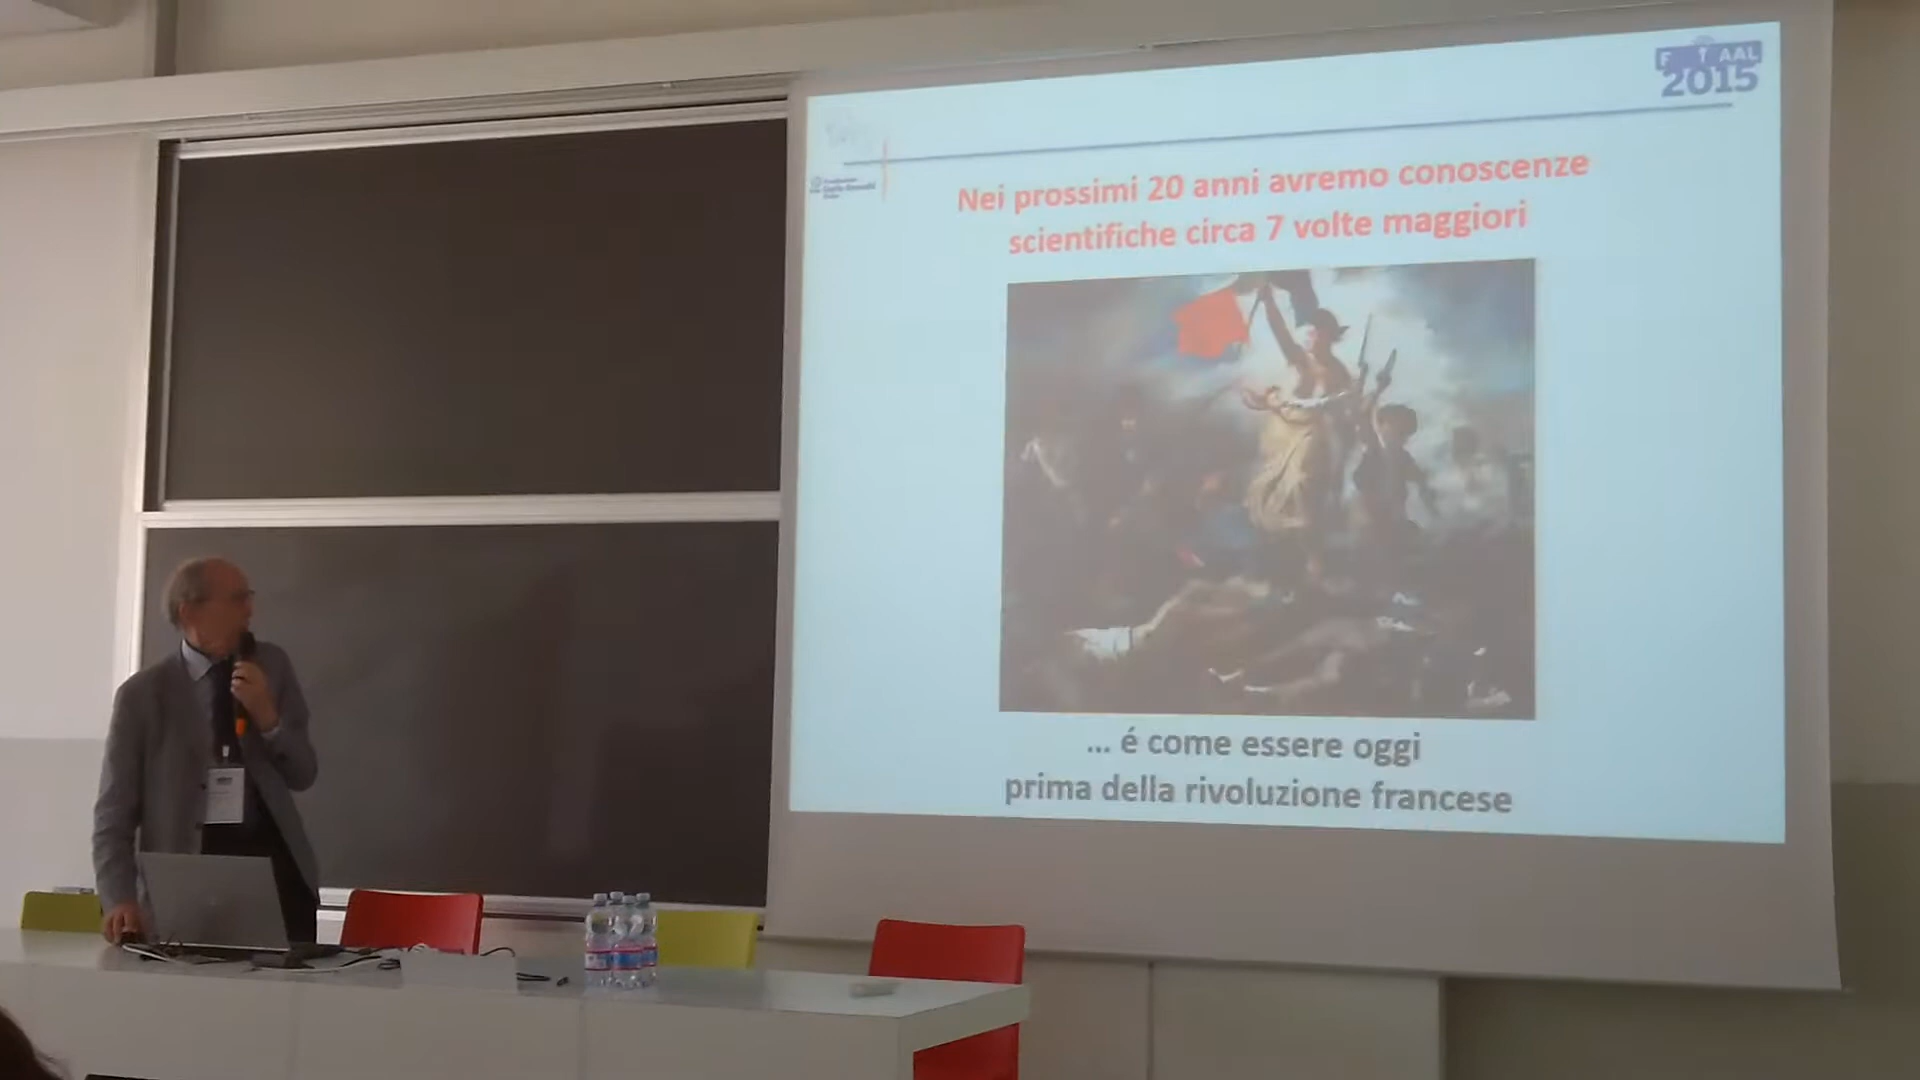 AAL
2015
Nei prossimi 20 anni avremo conoscenze
scientifiche circa 7 volte maggiori
... é come essere oggi
prima della rivoluzione francese